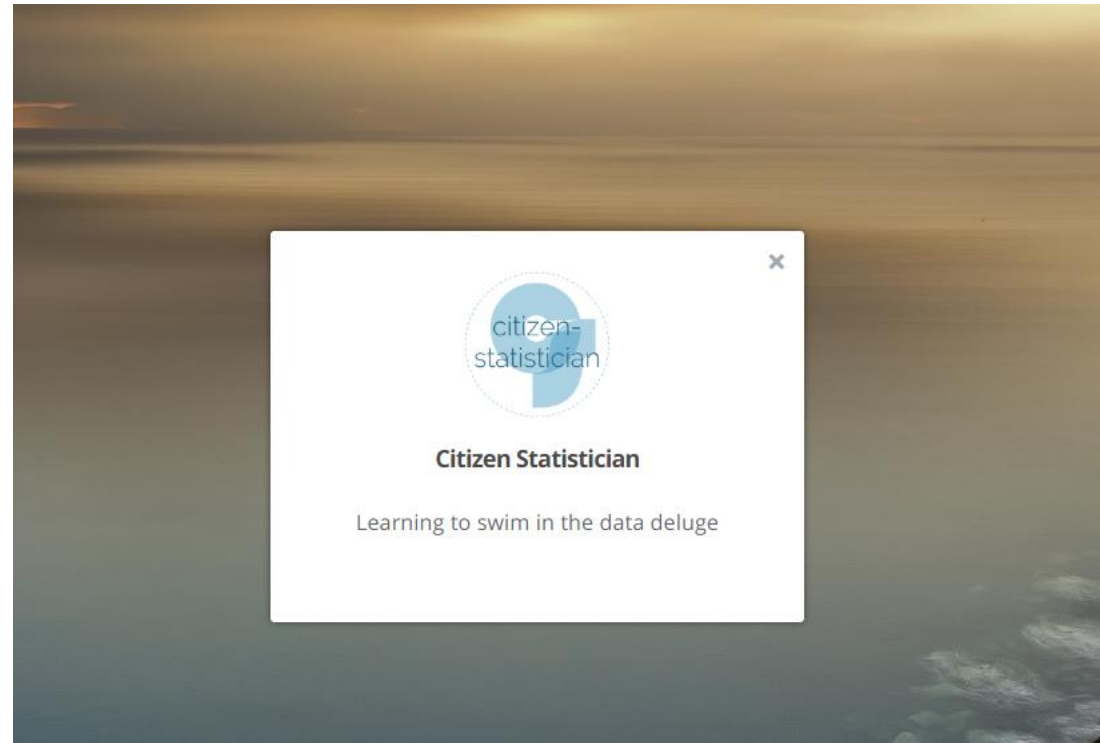 citizen-
statistician
Citizen Statistician
Learning to swim in the data deluge